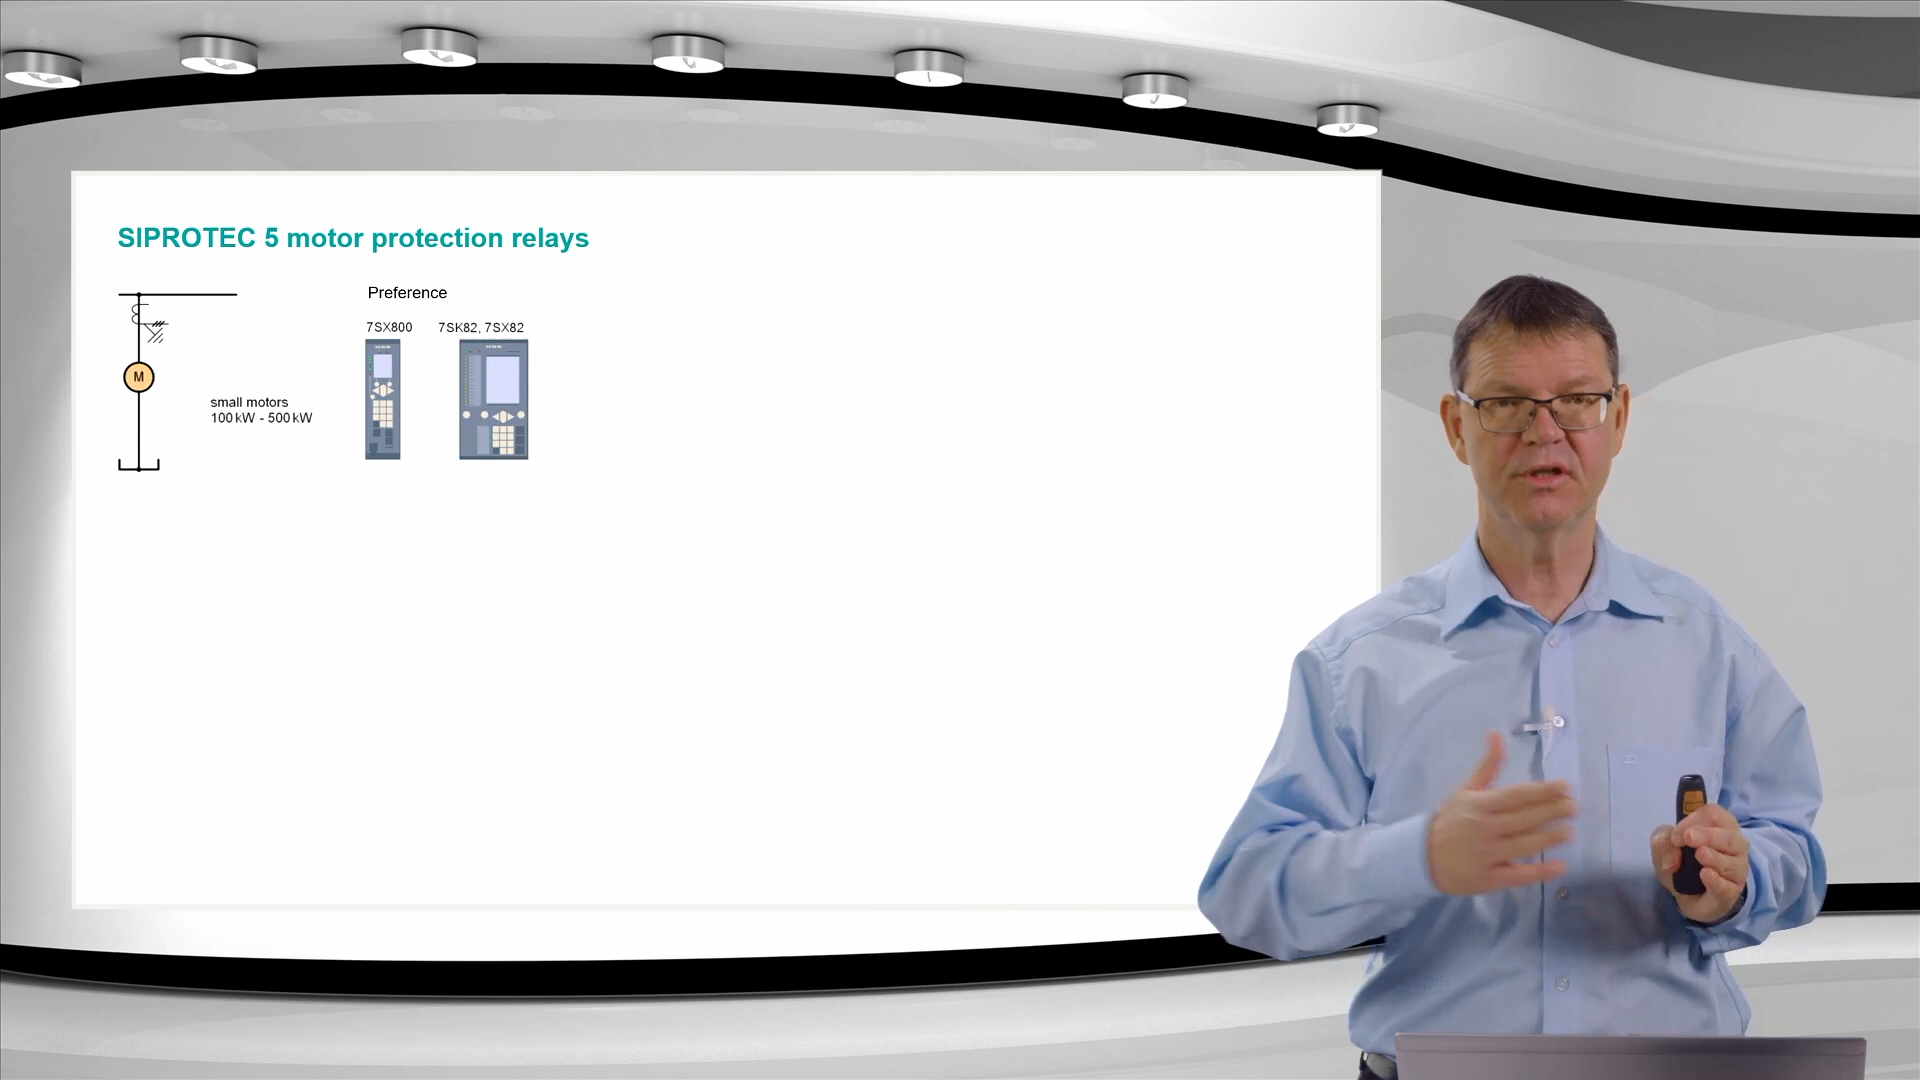 SIPROTEC 5 motor protection relays
Preference
7SX800
7SK82, 7SX82
M
small motors
100 kW - 500 kW